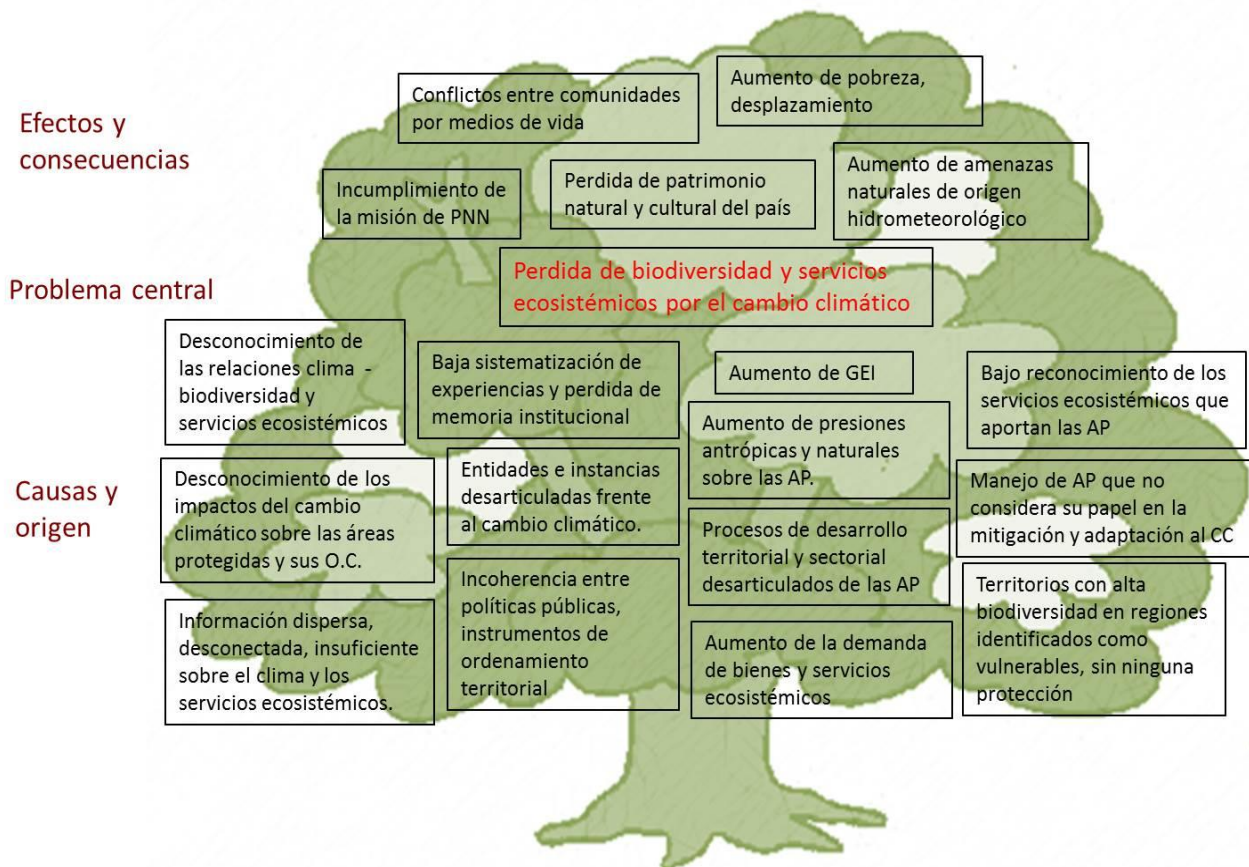 Efectos y
consecuencias
Conflictos entre comunidades
por medios de vida
Aumento de pobreza,
desplazamiento
Incumplimiento de
la misión de PNN
Perdida de patrimonio
natural y cultural del país
Aumento de amenazas
naturales de origen
hidrometeorológico
Problema central
Perdida de biodiversidad y servicios
ecosistémicos por el cambio climático
Causas y
origen
Desconocimiento de
las relaciones clima -
biodiversidad y
servicios ecosistémicos
Desconocimiento de los
impactos del cambio
climático sobre las áreas
protegidas y sus O.C.
Información dispersa,
desconectada, insuficiente
sobre el clima y los
servicios ecosistémicos.
Baja sistematización de
experiencias y perdida de
memoria institucional
Entidades e instancias
desarticuladas frente
al cambio climático.
Incoherencia entre
políticas públicas,
instrumentos de
ordenamiento
territorial
Aumento de GEI
Aumento de presiones
antrópicas y naturales
sobre las AP.
Procesos de desarrollo
territorial y sectorial
desarticulados de las AP
Aumento de la demanda
de bienes y servicios
ecosistémicos
Bajo reconocimiento de los
servicios ecosistémicos que
aportan las AP
Manejo de AP que no
considera su papel en la
mitigación y adaptación al CC
Territorios con alta
biodiversidad en regiones
identificados como
vulnerables, sin ninguna
protección